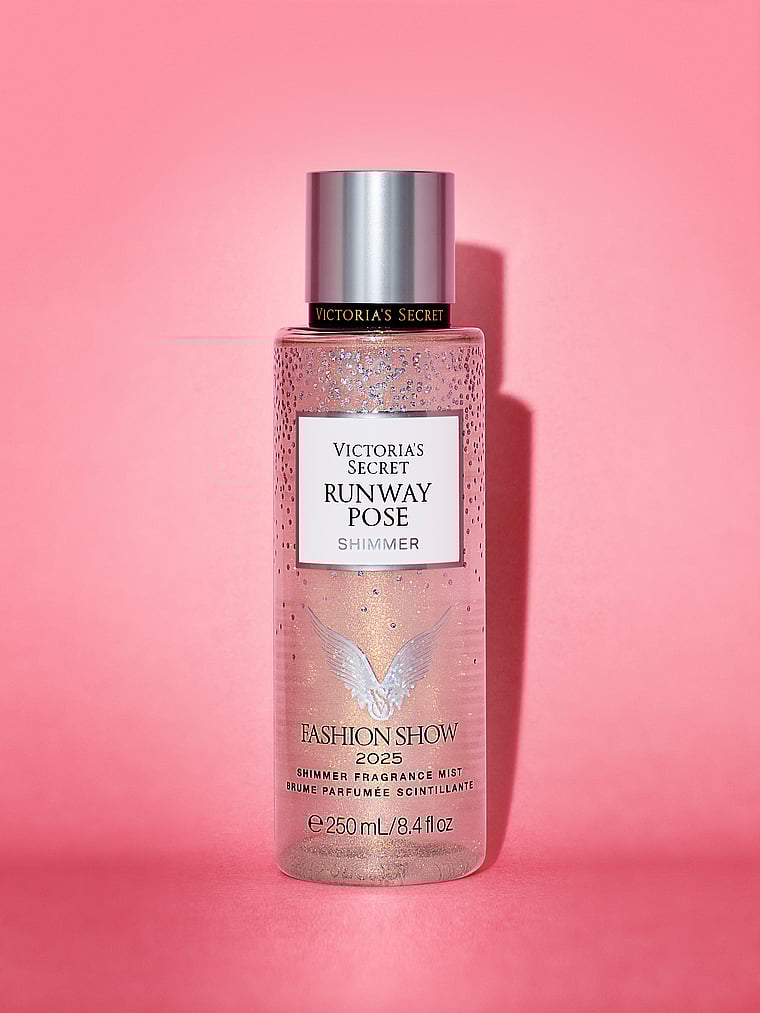 VICTORIA'S SECRET
VICTORIA'S
SECRET
RUNWAY
POSE
SHIMMER
VS
FASHION SHOW
2025
SHIMMER FRAGRANCE MIST
BRUME PARFUMÉE SCINTILLANTE
℮250 mL/8.4 fl oz